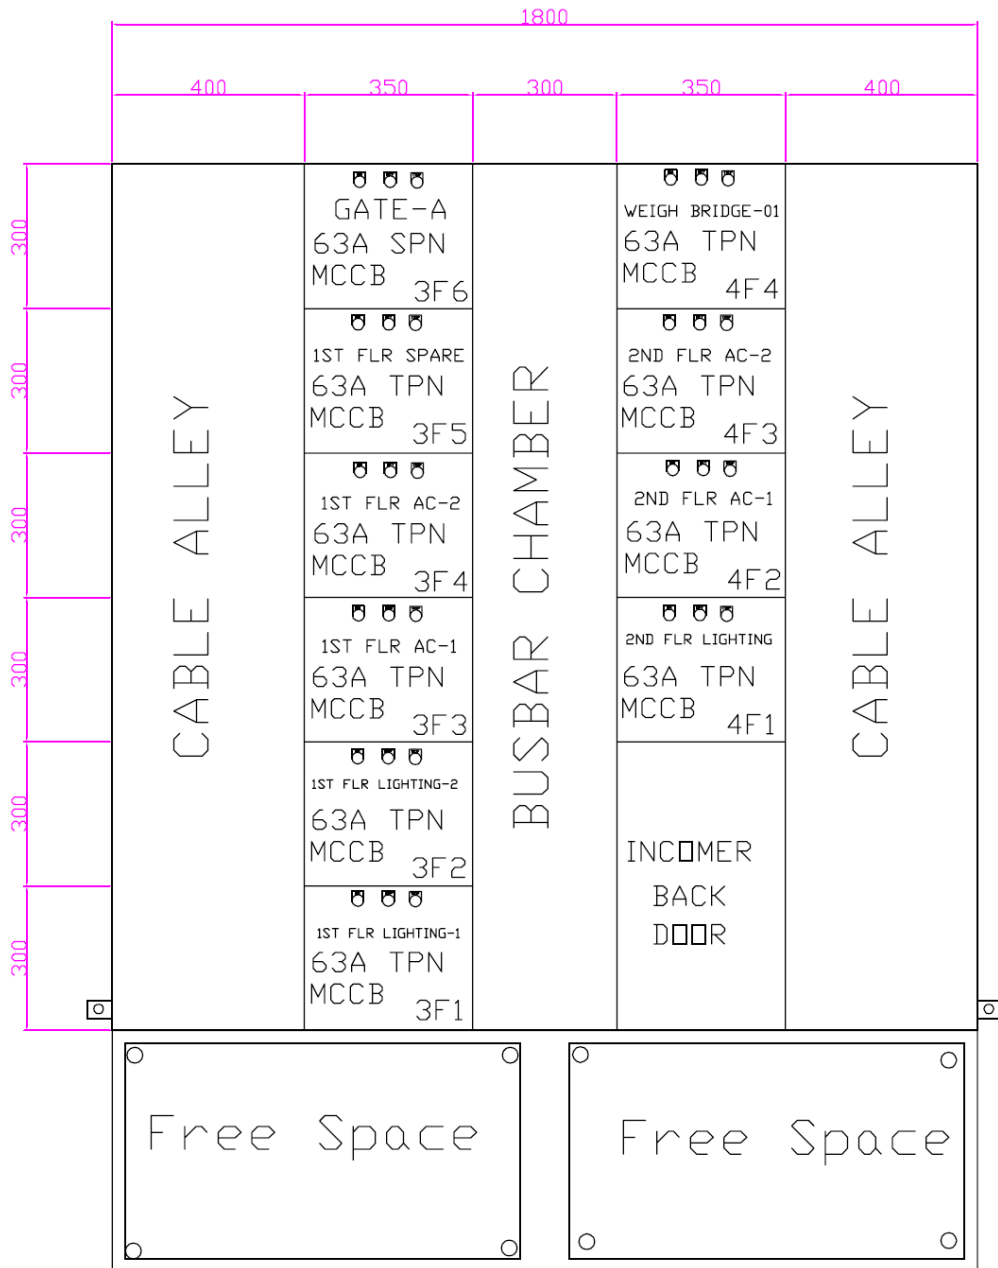 1800
400
350
300
350
400
300
300
300
300
300
300
CABLE ALLEY
GATE-A
63A SPN
MCCB
3F6
1ST FLR SPARE
63A TPN
MCCB
3F5
1ST FLR AC-2
63A TPN
MCCB
3F4
1ST FLR AC-1
63A TPN
MCCB
3F3
1ST FLR LIGHTING-2
63A TPN
MCCB
3F2
1ST FLR LIGHTING-1
63A TPN
MCCB
3F1
BUSBAR CHAMBER
WEIGH BRIDGE-01
63A TPN
MCCB
4F4
2ND FLR AC-2
63A TPN
MCCB
4F3
2ND FLR AC-1
63A TPN
MCCB
4F2
2ND FLR LIGHTING
63A TPN
MCCB
4F1
INCOMER
BACK
DOOR
CABLE ALLEY
Free Space
Free Space